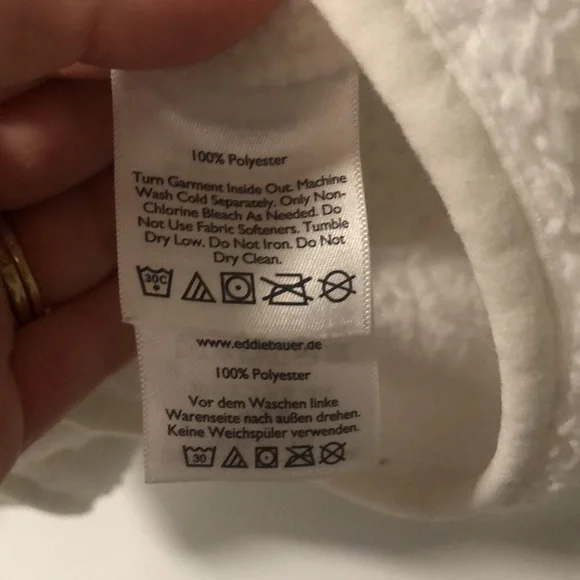 100% Polyester
Turn Garment Inside Out. Machine
Wash Cold Separately. Only Non-
Chlorine Bleach As Needed. Do
Not Use Fabric Softeners. Tumble
Dry Low. Do Not Iron. Do Not
Dry Clean.
30C
www.eddiebauer.de
100% Polyester
Vor dem Waschen linke
Warenseite nach außen drehen.
Keine Weichspüler verwenden.
30